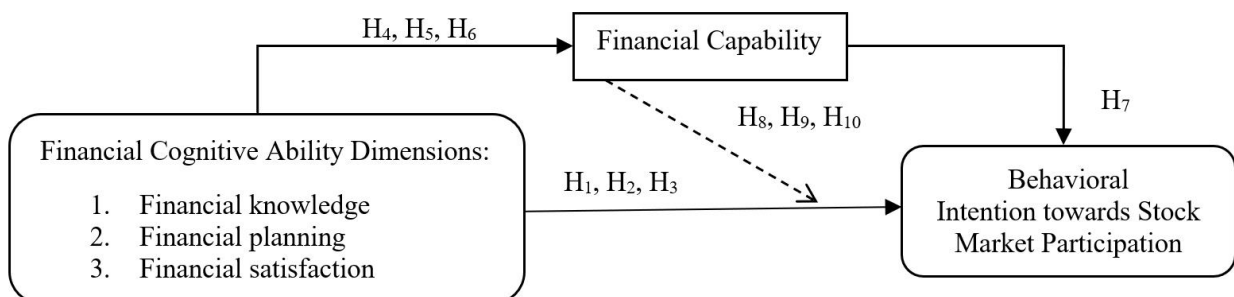 H₄, H₅, H₆
Financial Capability
H₇
H₈, H₉, H₁₀
Financial Cognitive Ability Dimensions:
1. Financial knowledge
2. Financial planning
3. Financial satisfaction
H₁, H₂, H₃
Behavioral
Intention towards Stock
Market Participation